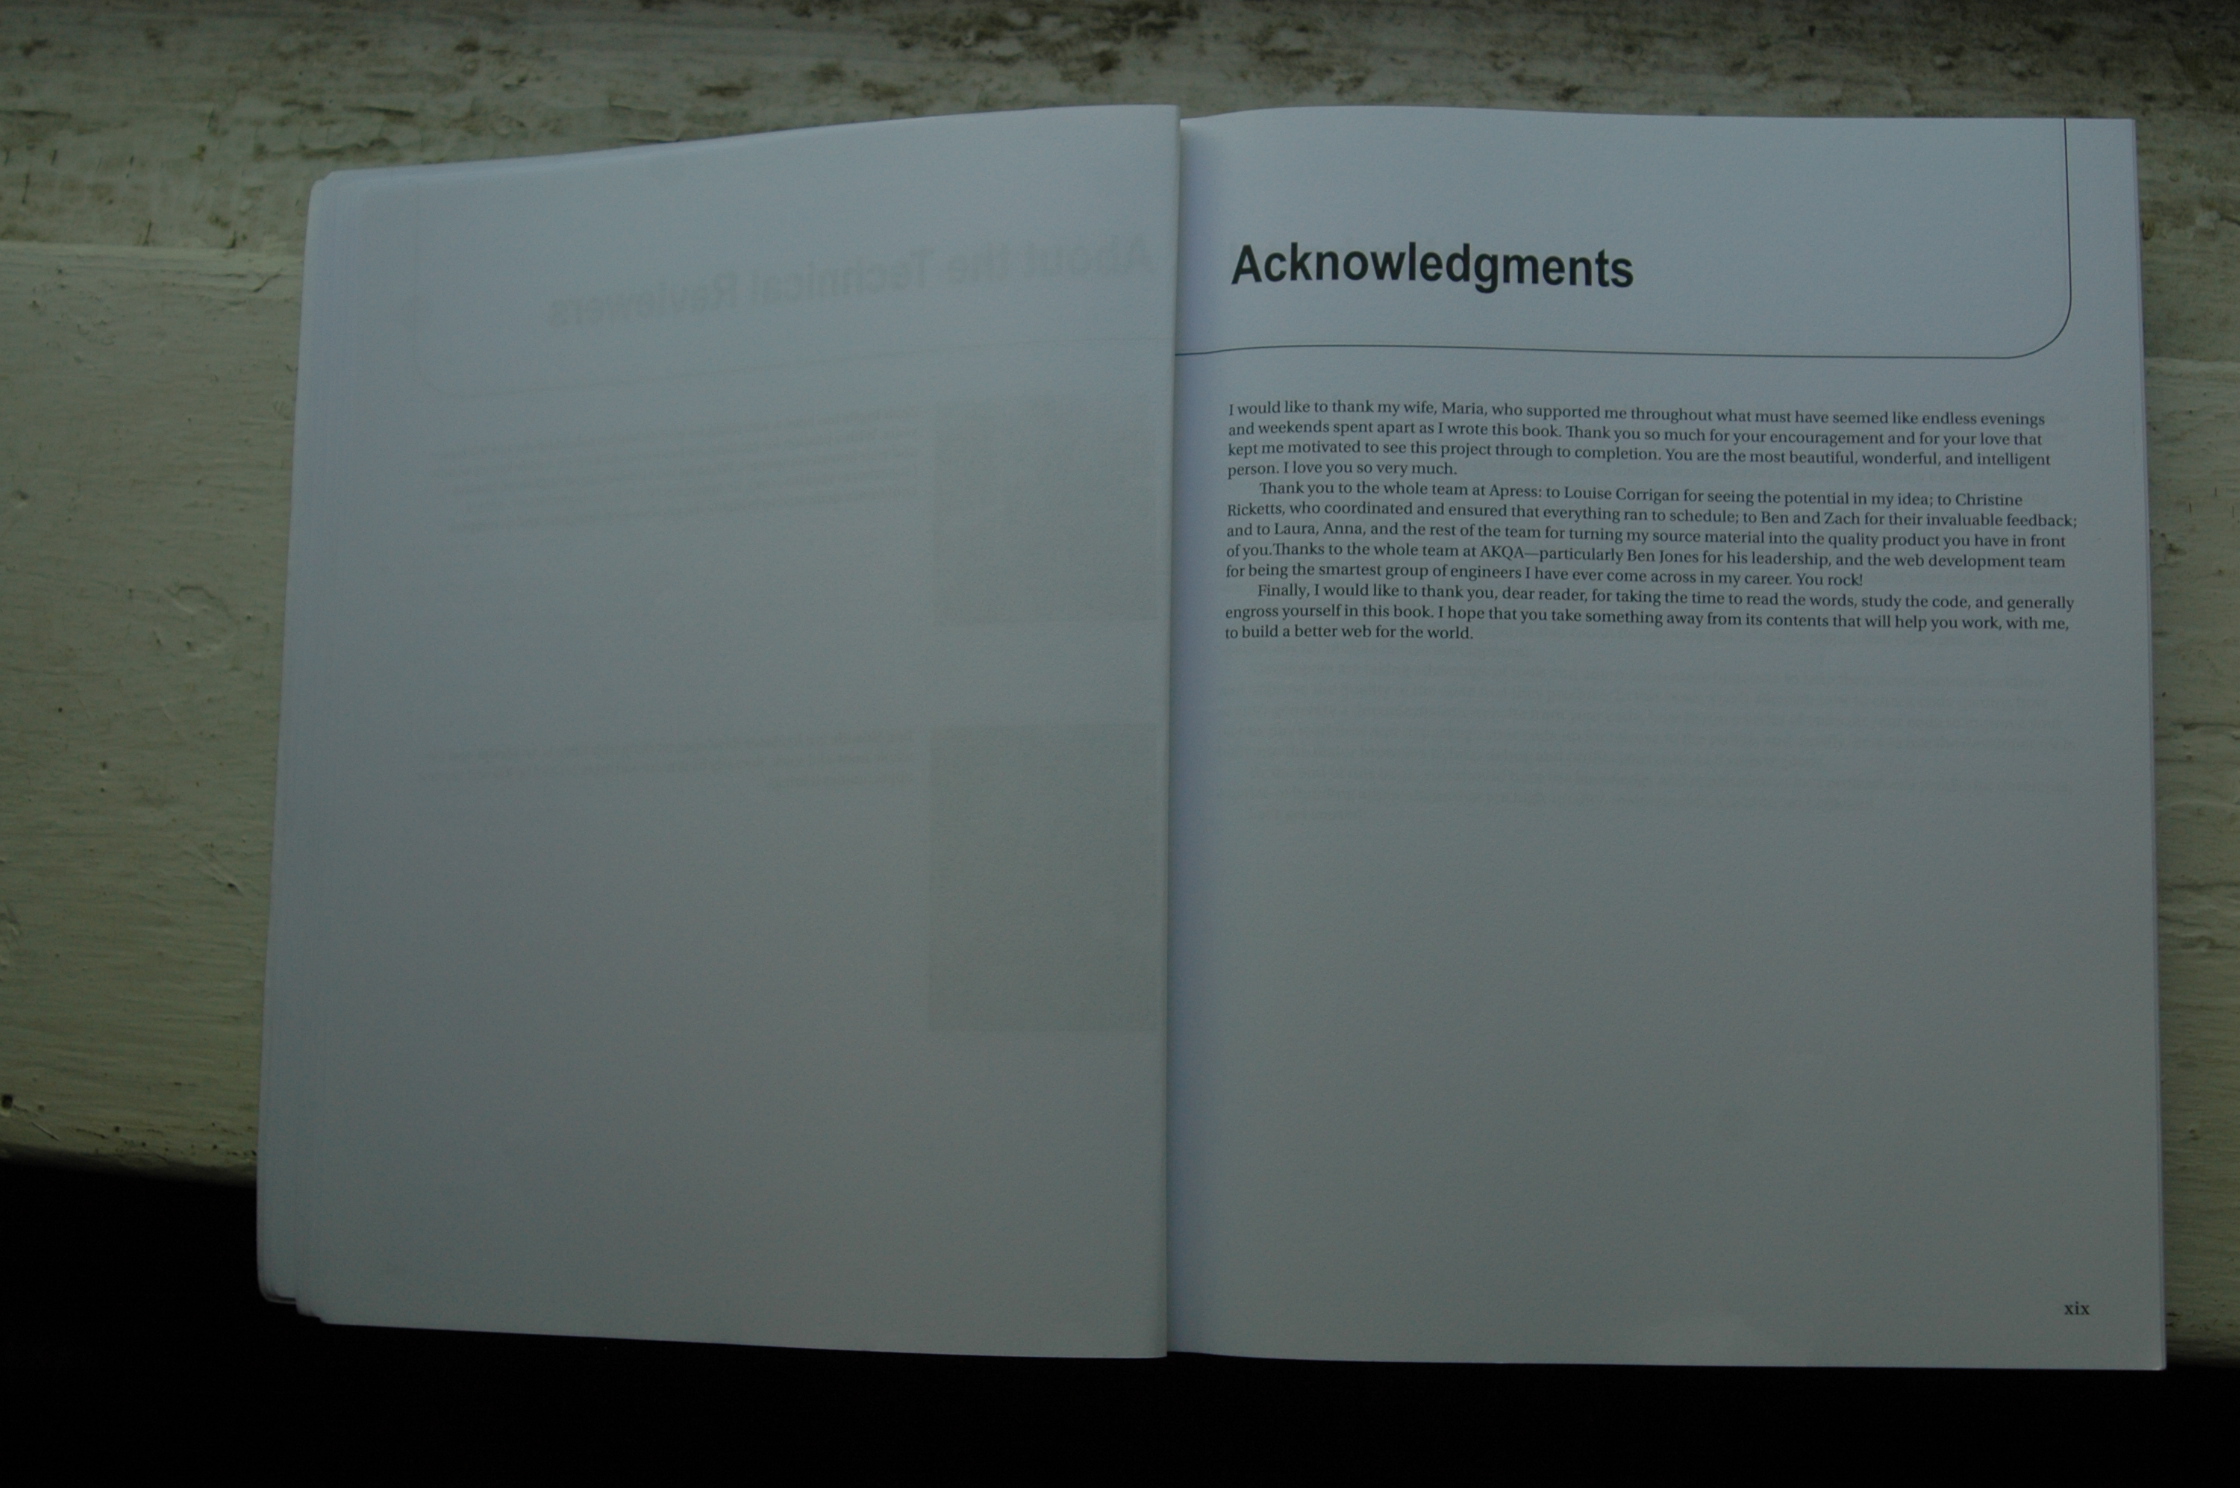 Acknowledgments
I would like to thank my wife, Maria, who supported me throughout what must have seemed like endless evenings
and weekends spent apart as I wrote this book. Thank you so much for your encouragement and for your love that
kept me motivated to see this project through to completion. You are the most beautiful, wonderful, and intelligent
person. I love you so very much.
Thank you to the whole team at Apress: to Louise Corrigan for seeing the potential in my idea; to Christine
Ricketts, who coordinated and ensured that everything ran to schedule; to Ben and Zach for their invaluable feedback;
and to Laura, Anna, and the rest of the team for turning my source material into the quality product you have in front
of you.Thanks to the whole team at AKQA—particularly Ben Jones for his leadership, and the web development team
for being the smartest group of engineers I have ever come across in my career. You rock!
Finally, I would like to thank you, dear reader, for taking the time to read the words, study the code, and generally
engross yourself in this book. I hope that you take something away from its contents that will help you work, with me,
to build a better web for the world.
xix